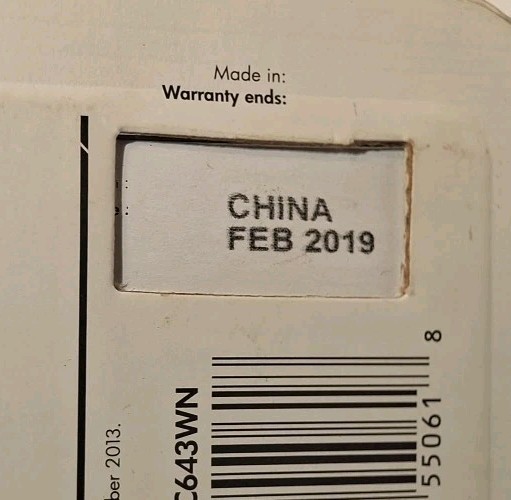 Made in:
Warranty ends:
CHINA
FEB 2019
8
55061
C643WN
ber 2013.